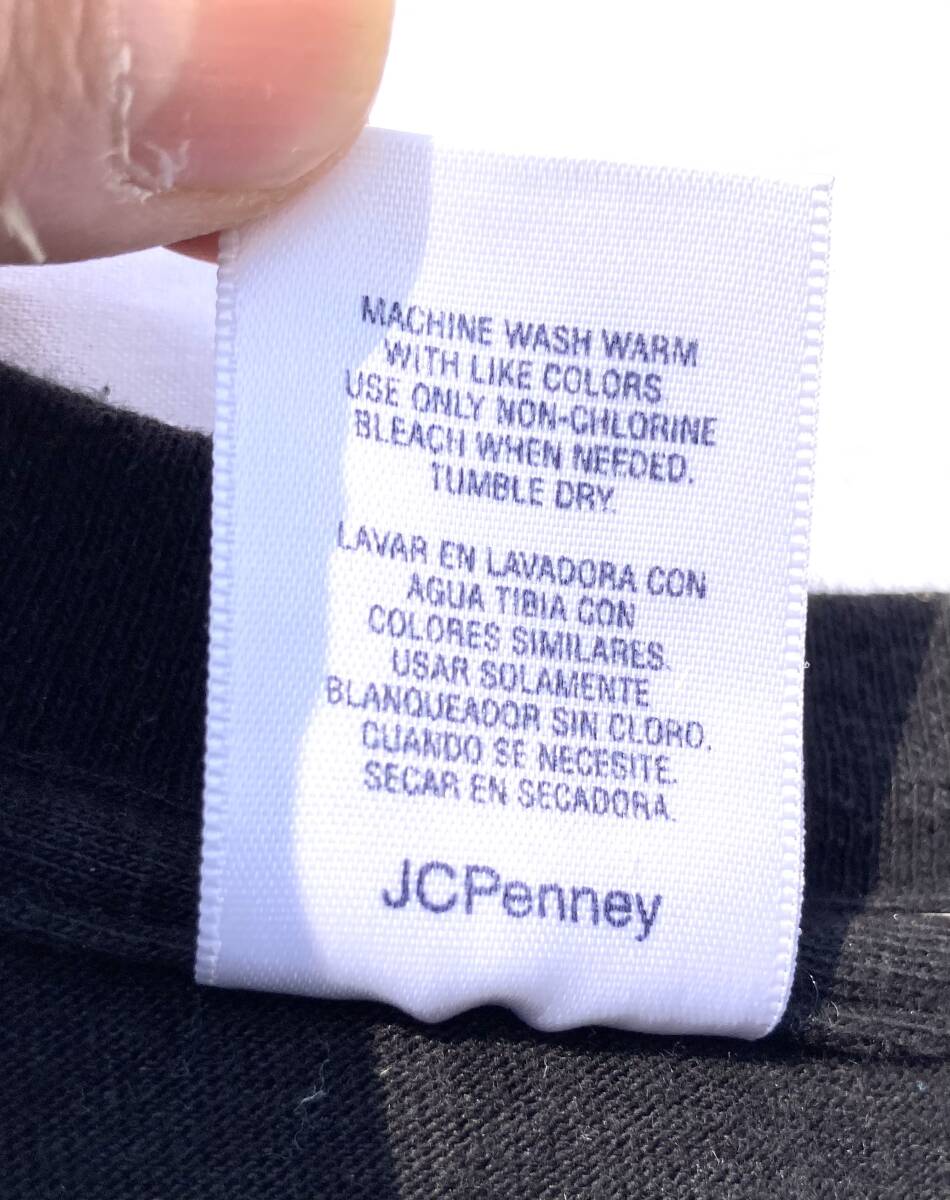 MACHINE WASH WARM
WITH LIKE COLORS
USE ONLY NON-CHLORINE
BLEACH WHEN NEEDED.
TUMBLE DRY.
LAVAR EN LAVADORA CON
AGUA TIBIA CON
COLORES SIMILARES.
USAR SOLAMENTE
BLANQUEADOR SIN CLORO.
CUANDO SE NECESITE.
SECAR EN SECADORA.
JCPenney